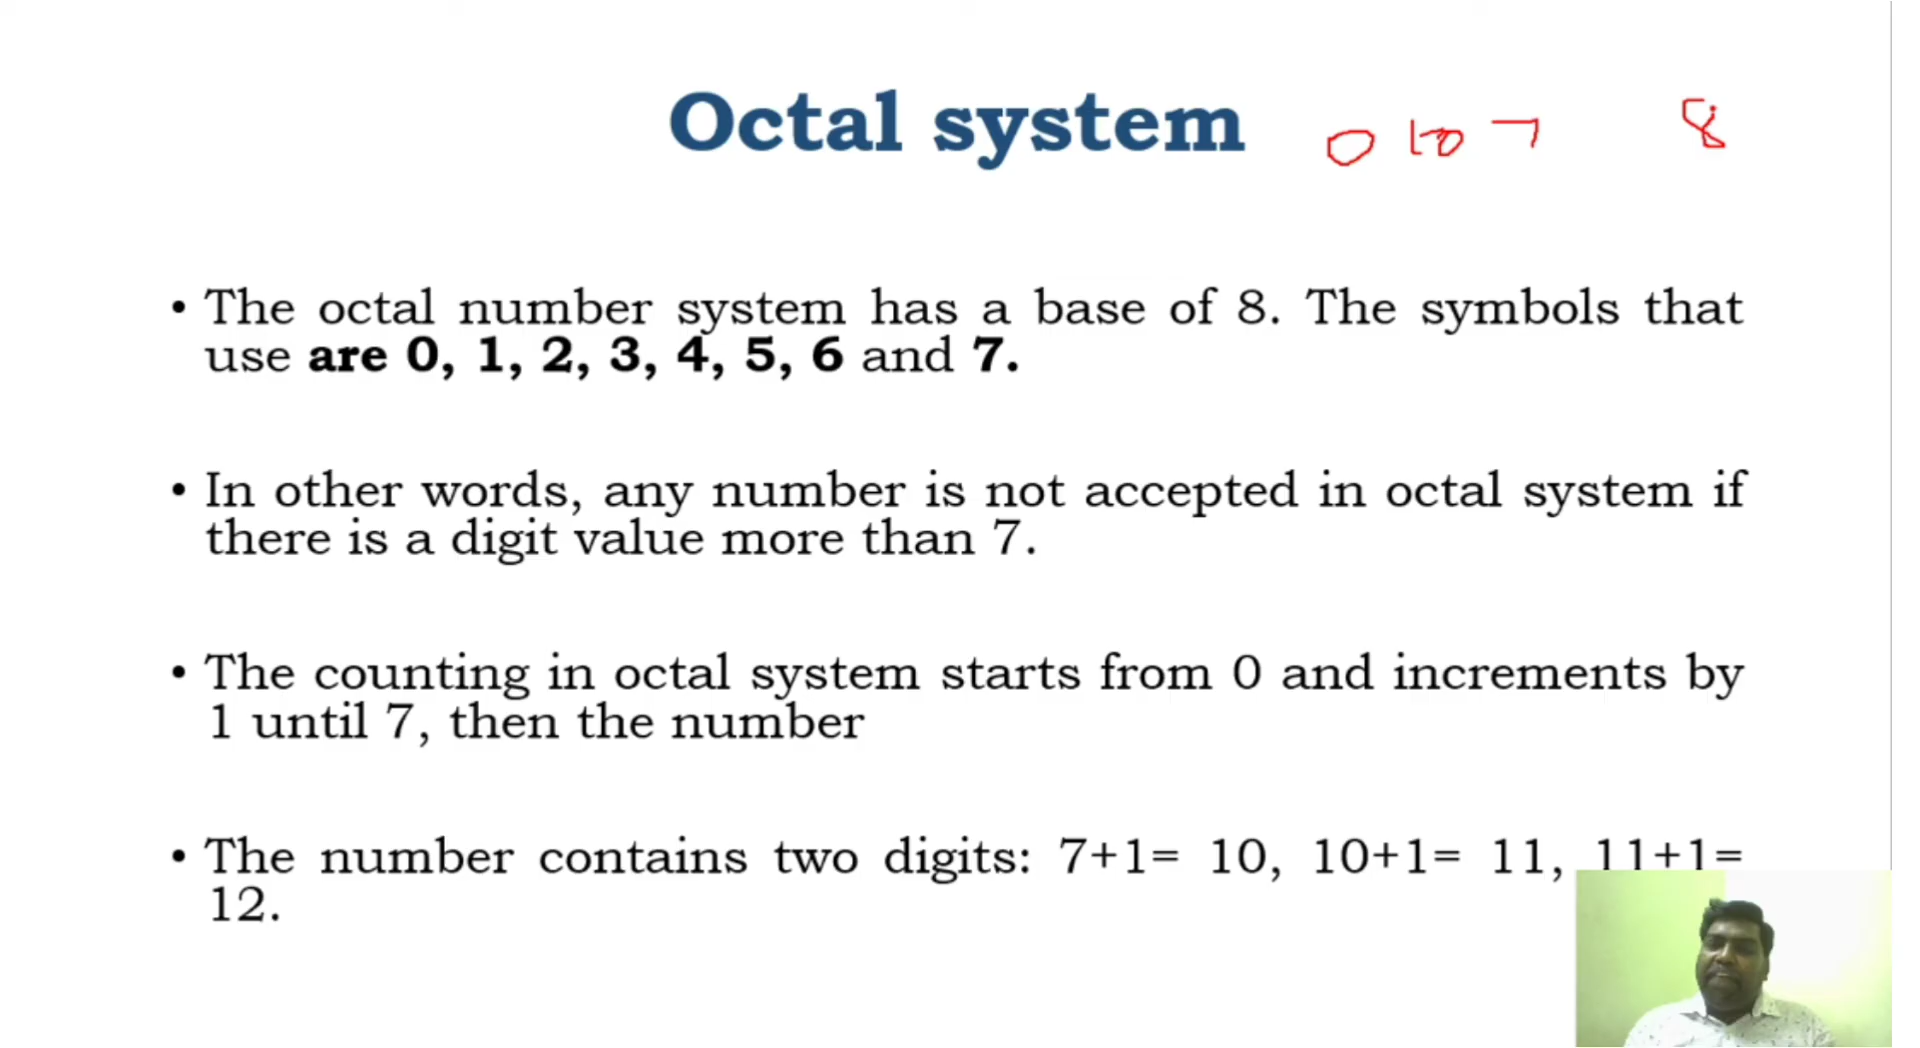 Octal system
0 to 7
8
• The octal number system has a base of 8. The symbols that
use are 0, 1, 2, 3, 4, 5, 6 and 7.
• In other words, any number is not accepted in octal system if
there is a digit value more than 7.
• The counting in octal system starts from 0 and increments by
1 until 7, then the number
• The number contains two digits: 7+1= 10, 10+1= 11, 11+1=
12.